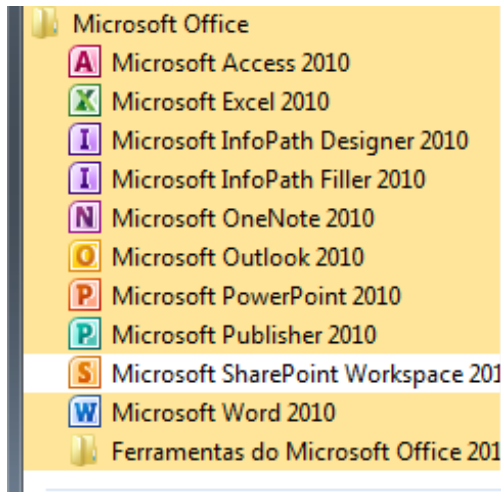 Microsoft Office
Microsoft Access 2010
Microsoft Excel 2010
Microsoft InfoPath Designer 2010
Microsoft InfoPath Filler 2010
Microsoft OneNote 2010
Microsoft Outlook 2010
Microsoft PowerPoint 2010
Microsoft Publisher 2010
Microsoft SharePoint Workspace 201
Microsoft Word 2010
Ferramentas do Microsoft Office 201